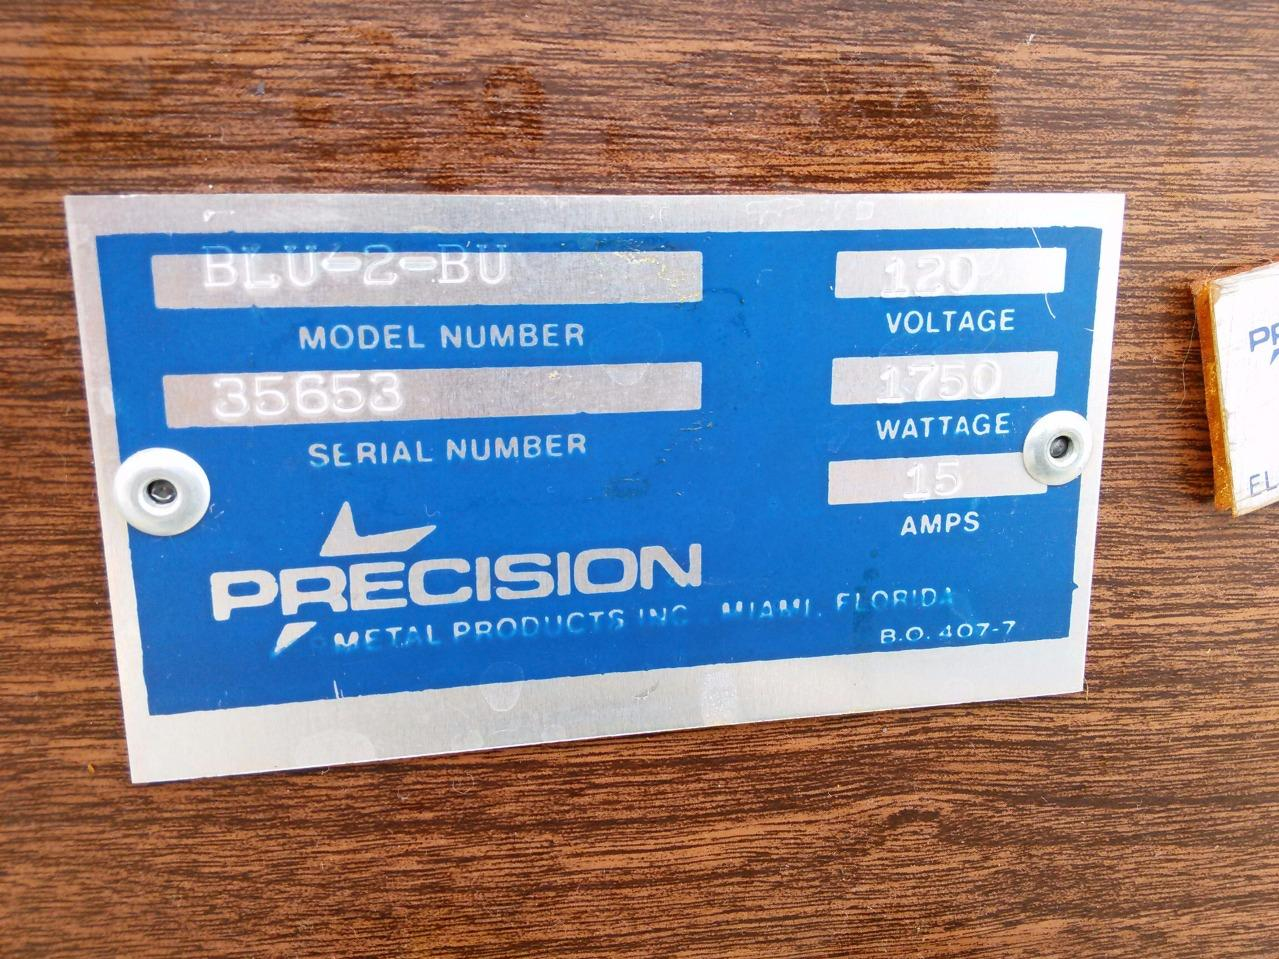 BLU-2-BU
MODEL NUMBER
35653
SERIAL NUMBER
120
VOLTAGE
1750
WATTAGE
15
AMPS
PRECISION
METAL PRODUCTS INC. MIAMI, FLORIDA
B.O. 407-7